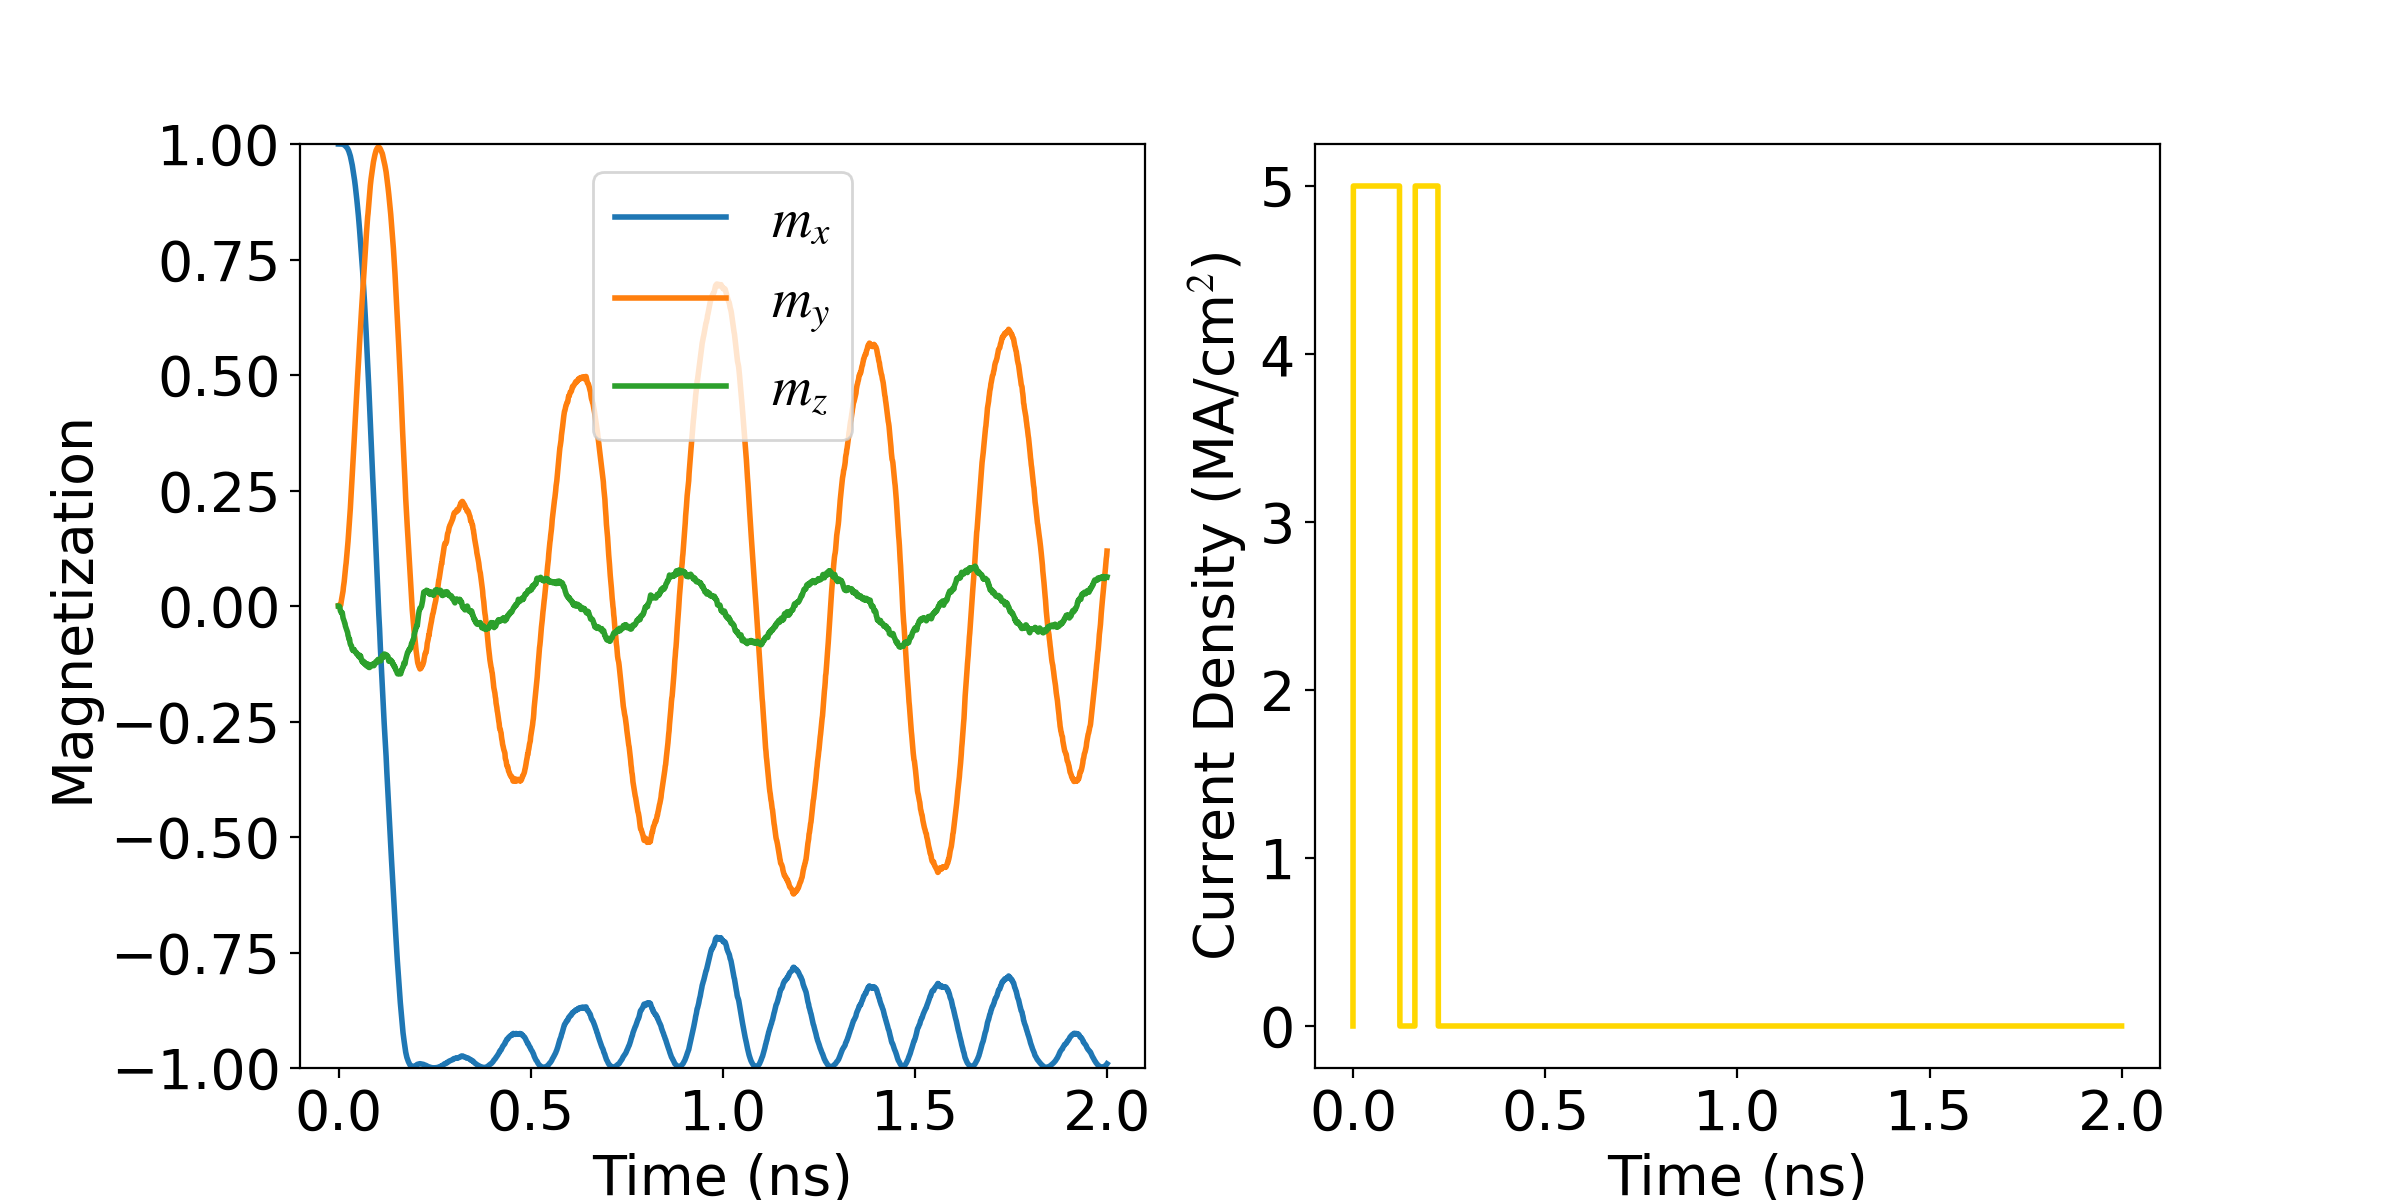 Magnetization
1.00
0.75
0.50
0.25
0.00
−0.25
−0.50
−0.75
−1.00
0.0 0.5 1.0 1.5 2.0
Time (ns)
m_x
m_y
m_z
Current Density (MA/cm²)
5
4
3
2
1
0
0.0 0.5 1.0 1.5 2.0
Time (ns)